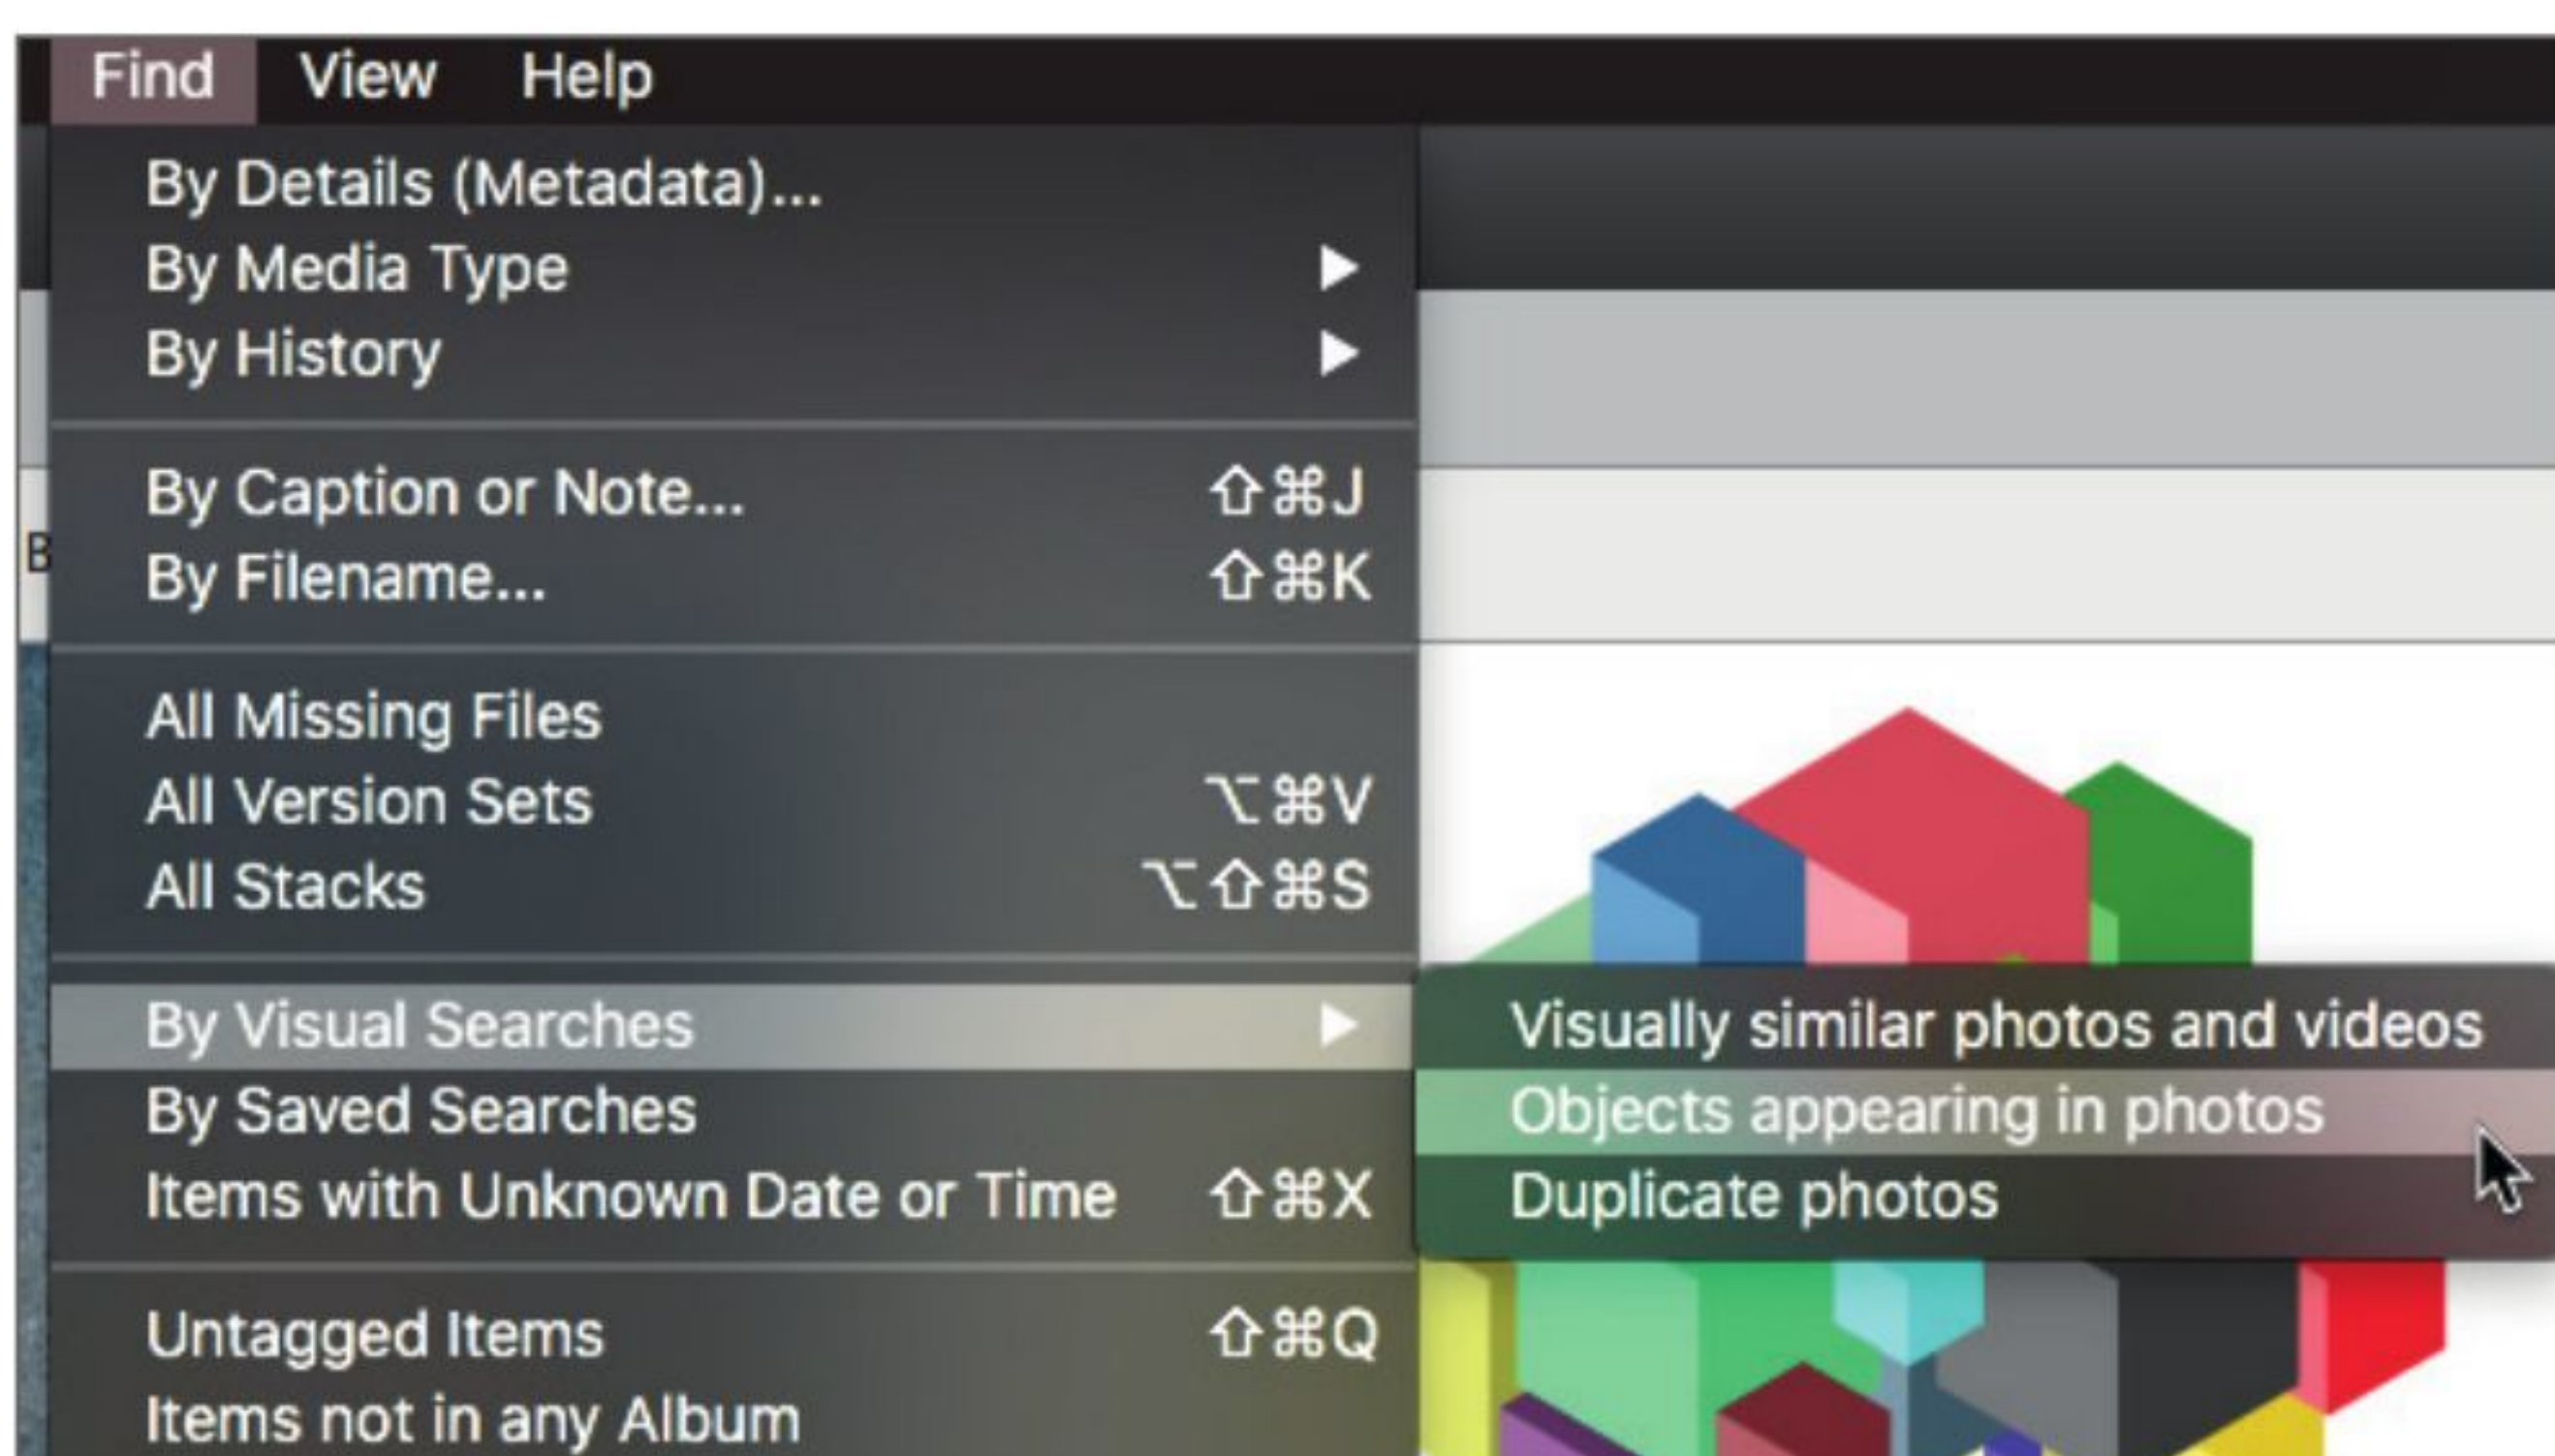 Find View Help
By Details (Metadata)...
By Media Type ▶
By History ▶
By Caption or Note... ⇧⌘J
By Filename... ⇧⌘K
B
All Missing Files
All Version Sets ⌥⌘V
All Stacks ⌥⇧⌘S
By Visual Searches ▶
Visually similar photos and videos
Objects appearing in photos
Duplicate photos
By Saved Searches
Items with Unknown Date or Time ⇧⌘X
Untagged Items ⇧⌘Q
Items not in any Album